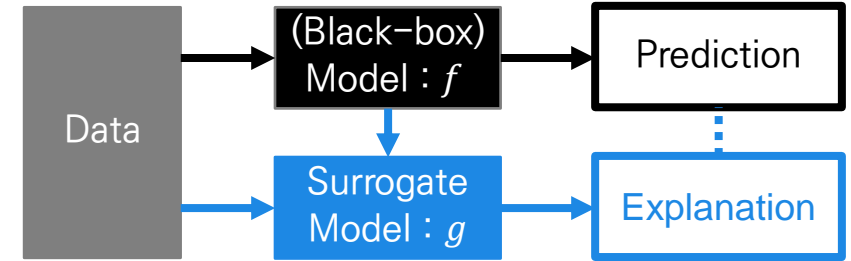 Data
(Black-box)
Model : f
Prediction
Surrogate
Model : g
Explanation